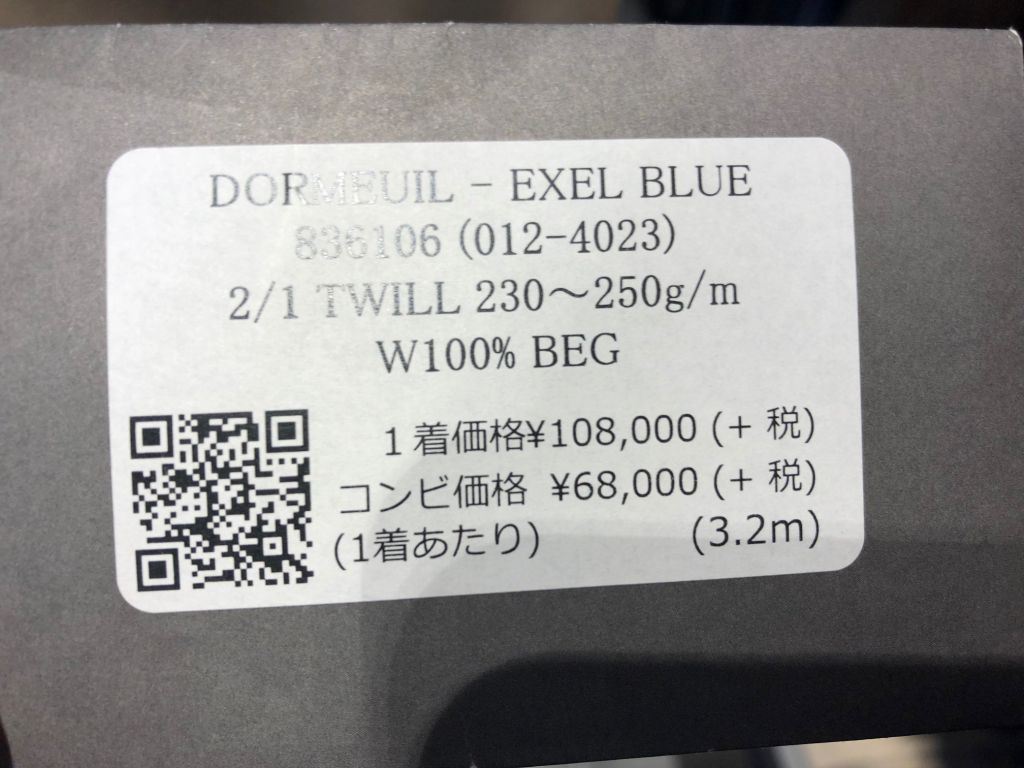 DORMEUIL - EXEL BLUE
836106 (012-4023)
2/1 TWILL 230～250g/m
W100% BEG
1着価格¥108,000 (+ 税)
コンビ価格 ¥68,000 (+ 税)
(1着あたり) (3.2m)